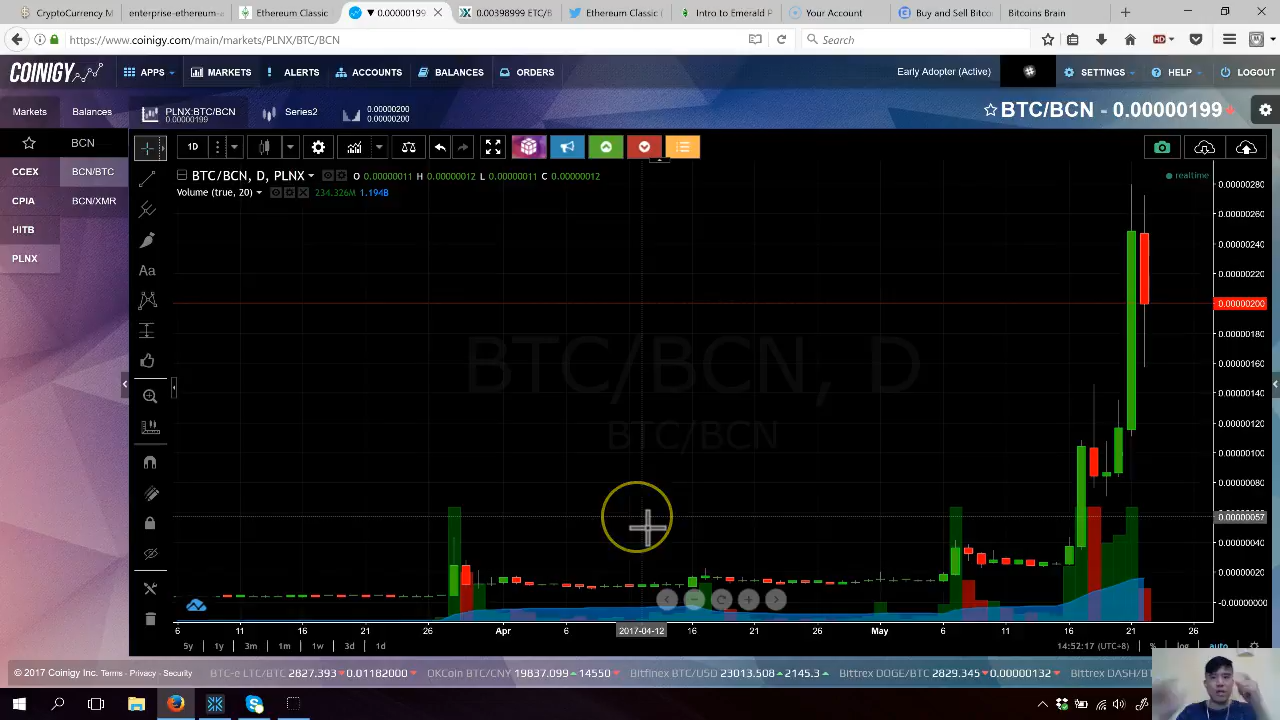 CryptoCurrency M
enterprise-ethereum-
Ethereum Classic
▼ 0.00000199
0.00398999 ETC/B
Ethereum Classic (
Intro to Emerald P
Your Account
Buy and Sell Bitcoi
Bitcoins Bank
https://www.coinigy.com/main/markets/PLNX/BTC/BCN
Search
COINIGY
APPS
MARKETS
ALERTS
ACCOUNTS
BALANCES
ORDERS
Early Adopter (Active)
SETTINGS
HELP
LOGOUT
Markets
Balances
PLNX:BTC/BCN
0.00000199
Series2
0.00000200
0.00000200
BTC/BCN - 0.00000199
BCN
CCEX
BCN/BTC
CPIA
BCN/XMR
HITB
PLNX
1D
BTC/BCN, D, PLNX
O 0.00000011 H 0.00000012 L 0.00000011 C 0.00000012
Volume (true, 20)
234.326M
1.194B
realtime
BTC/BCN, D
BTC/BCN
Aa
0.00000280
0.00000260
0.00000240
0.00000220
0.00000200
0.00000180
0.00000160
0.00000140
0.00000120
0.00000100
0.00000080
0.00000057
0.00000040
0.00000020
-0.00000000
6
11
16
21
26
Apr
6
2017-04-12
16
21
26
May
6
11
16
21
26
5y
1y
3m
1m
1w
3d
1d
14:52:17 (UTC+8)
%
log
auto
© 2017 Coinigy Inc. Terms - Privacy - Security
BTC-e LTC/BTC 2827.393 0.01182000
OKCoin BTC/CNY 19837.099 14550
Bitfinex BTC/USD 23013.508 2145.3
Bittrex DOGE/BTC 2829.345 0.00000132
Bittrex DASH/BT